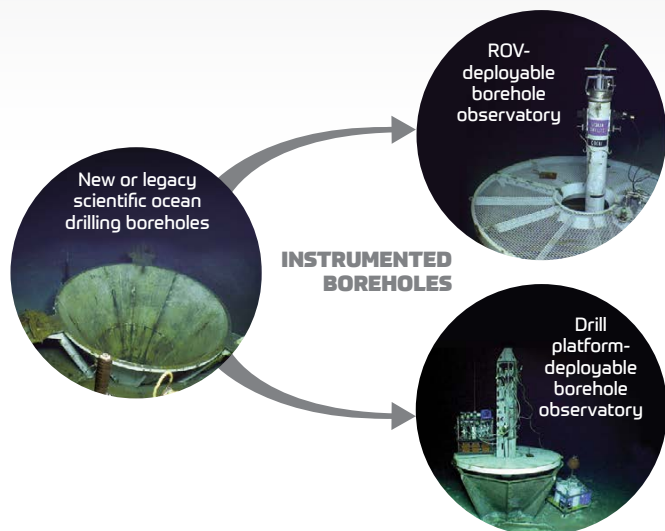 New or legacy
scientific ocean
drilling boreholes
INSTRUMENTED
BOREHOLES
ROV-
deployable
borehole
observatory
Drill
platform-
deployable
borehole
observatory